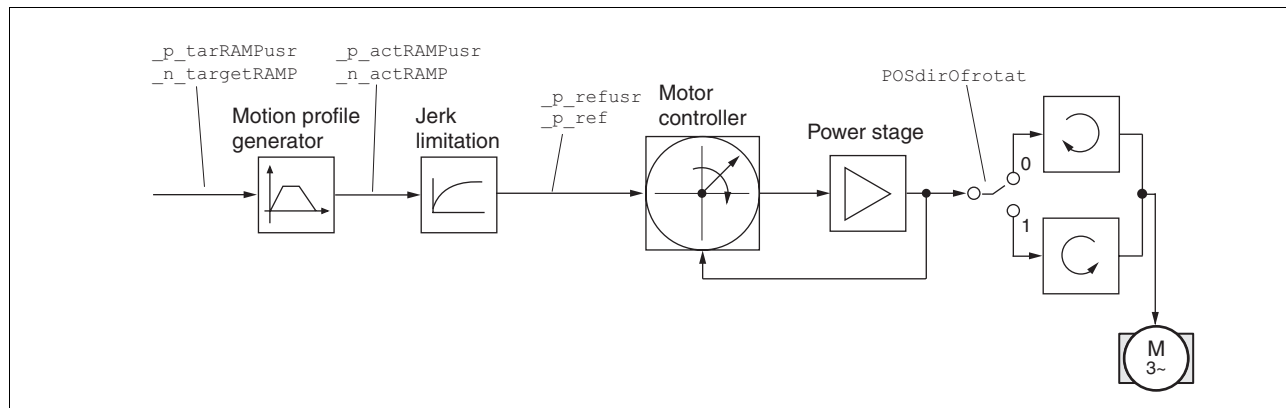 _p_tarRAMPusr
_n_targetRAMP
_p_actRAMPusr
_n_actRAMP
Motion profile
generator
Jerk
limitation
_p_refusr
_p_ref
Motor
controller
Power stage
POSdirOfrotat
0
1
M
3~